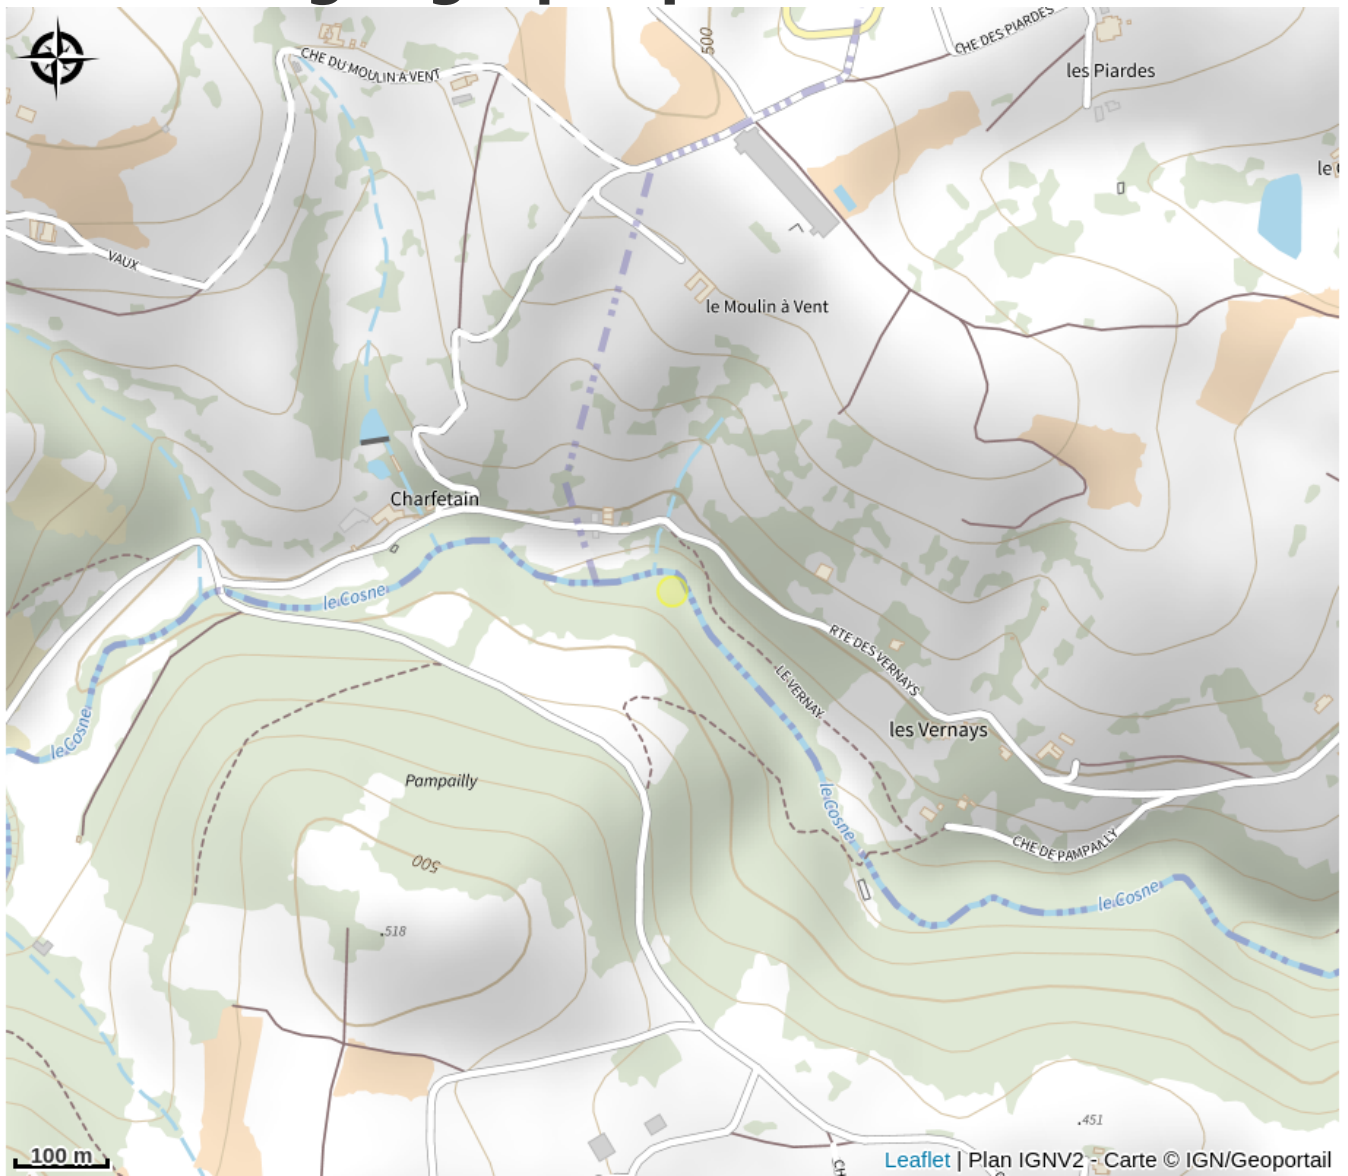 CHE DES PIARDES
500
CHE DU MOULIN A VENT
les Piardes
VAUX
le Moulin à Vent
Charfetain
le Cosne
RTE DES VERNAYS
LE VERNAY
le Cosne
les Vernays
Pampailly
le Cosne
CHE DE PAMPAILLY
500
le Cosne
.518
.451
100 m
Leaflet | Plan IGNV2 - Carte © IGN/Geoportail